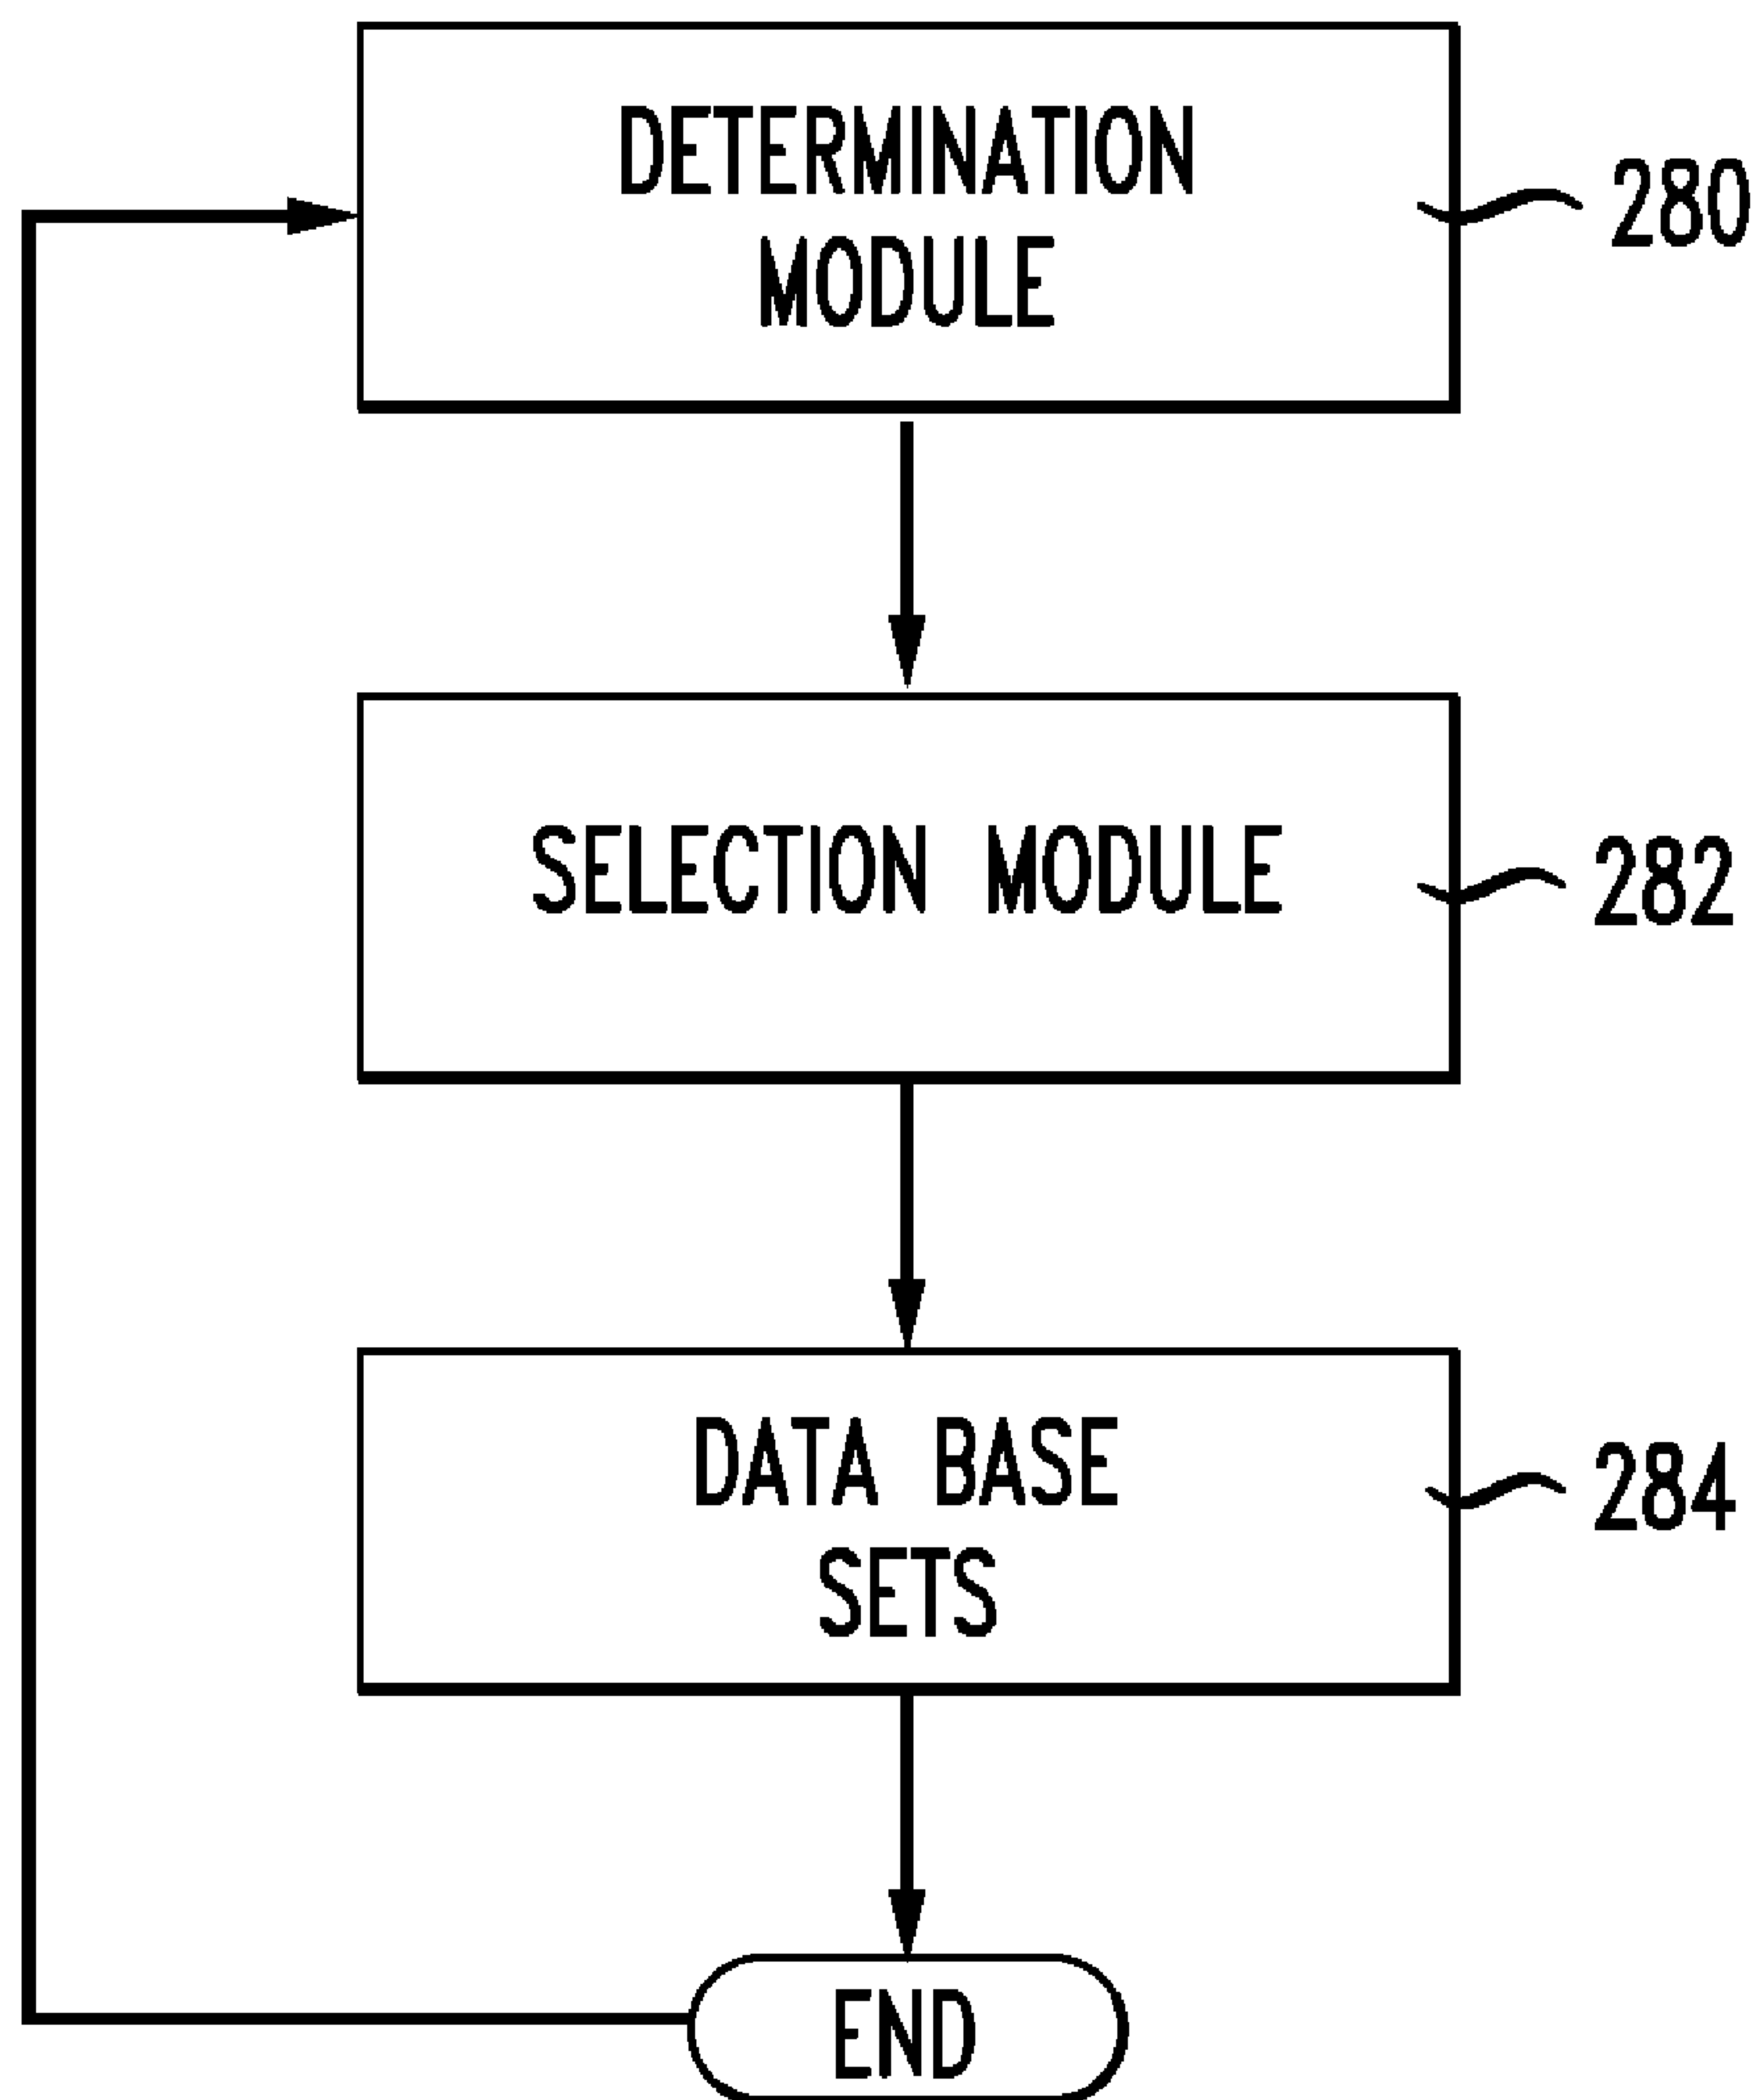 DETERMINATION
MODULE
280
SELECTION MODULE
282
DATA BASE
SETS
284
END